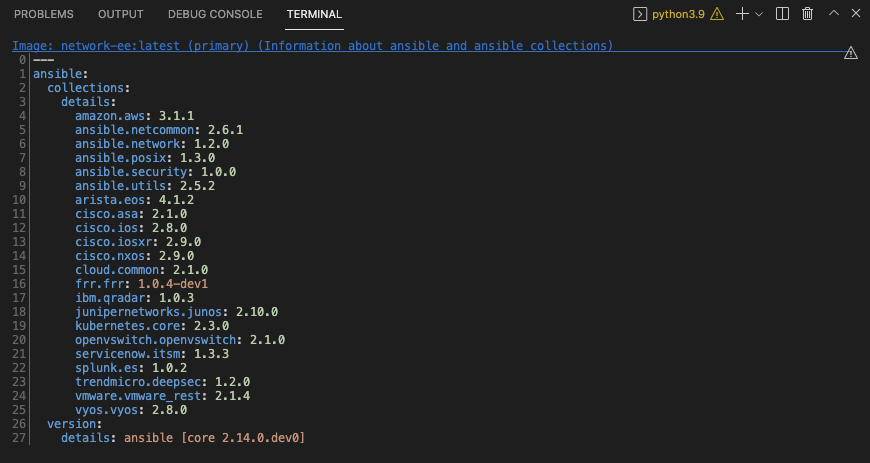 PROBLEMS OUTPUT DEBUG CONSOLE TERMINAL python3.9
Image: network-ee:latest (primary) (Information about ansible and ansible collections)
0 ---
1 ansible:
2   collections:
3     details:
4       amazon.aws: 3.1.1
5       ansible.netcommon: 2.6.1
6       ansible.network: 1.2.0
7       ansible.posix: 1.3.0
8       ansible.security: 1.0.0
9       ansible.utils: 2.5.2
10       arista.eos: 4.1.2
11       cisco.asa: 2.1.0
12       cisco.ios: 2.8.0
13       cisco.iosxr: 2.9.0
14       cisco.nxos: 2.9.0
15       cloud.common: 2.1.0
16       frr.frr: 1.0.4-dev1
17       ibm.qradar: 1.0.3
18       junipernetworks.junos: 2.10.0
19       kubernetes.core: 2.3.0
20       openvswitch.openvswitch: 2.1.0
21       servicenow.itsm: 1.3.3
22       splunk.es: 1.0.2
23       trendmicro.deepsec: 1.2.0
24       vmware.vmware_rest: 2.1.4
25       vyos.vyos: 2.8.0
26   version:
27     details: ansible [core 2.14.0.dev0]